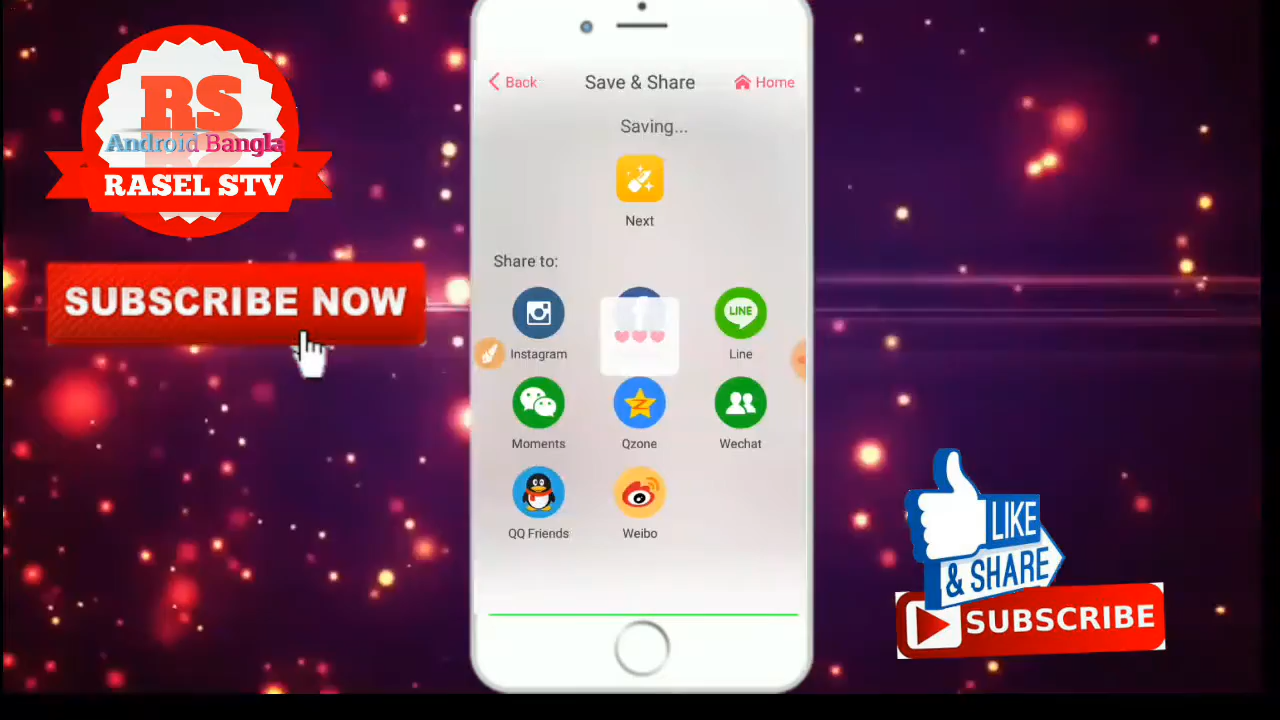 RS
Android Bangla
RASEL STV
SUBSCRIBE NOW
Back
Save & Share
Home
Saving...
Next
Share to:
Instagram
Line
LINE
Moments
Qzone
Wechat
QQ Friends
Weibo
LIKE
& SHARE
SUBSCRIBE